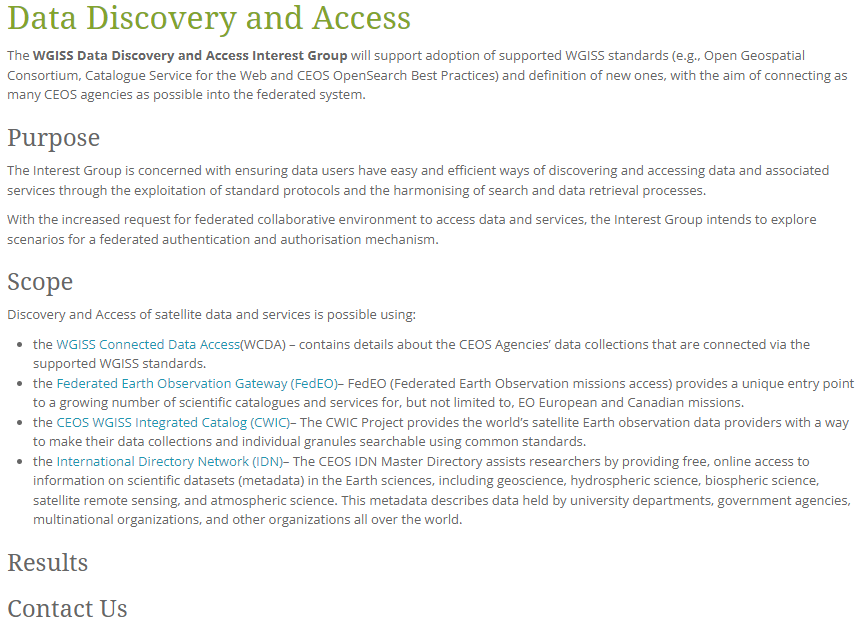 Data Discovery and Access
The WGISS Data Discovery and Access Interest Group will support adoption of supported WGISS standards (e.g., Open Geospatial
Consortium, Catalogue Service for the Web and CEOS OpenSearch Best Practices) and definition of new ones, with the aim of connecting as
many CEOS agencies as possible into the federated system.
Purpose
The Interest Group is concerned with ensuring data users have easy and efficient ways of discovering and accessing data and associated
services through the exploitation of standard protocols and the harmonising of search and data retrieval processes.
With the increased request for federated collaborative environment to access data and services, the Interest Group intends to explore
scenarios for a federated authentication and authorisation mechanism.
Scope
Discovery and Access of satellite data and services is possible using:
• the WGISS Connected Data Access(WCDA) – contains details about the CEOS Agencies’ data collections that are connected via the
supported WGISS standards.
• the Federated Earth Observation Gateway (FedEO)– FedEO (Federated Earth Observation missions access) provides a unique entry point
to a growing number of scientific catalogues and services for, but not limited to, EO European and Canadian missions.
• the CEOS WGISS Integrated Catalog (CWIC)– The CWIC Project provides the world’s satellite Earth observation data providers with a way
to make their data collections and individual granules searchable using common standards.
• the International Directory Network (IDN)– The CEOS IDN Master Directory assists researchers by providing free, online access to
information on scientific datasets (metadata) in the Earth sciences, including geoscience, hydrospheric science, biospheric science,
satellite remote sensing, and atmospheric science. This metadata describes data held by university departments, government agencies,
multinational organizations, and other organizations all over the world.
Results
Contact Us